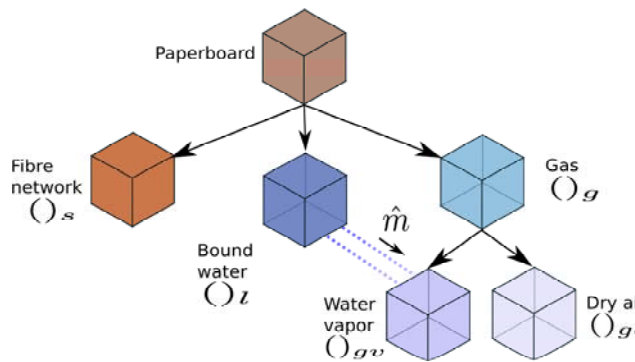 Paperboard
Fibre
network
()s
Gas
()g
Bound
water
()l
m̂
Water
vapor
()gv
Dry